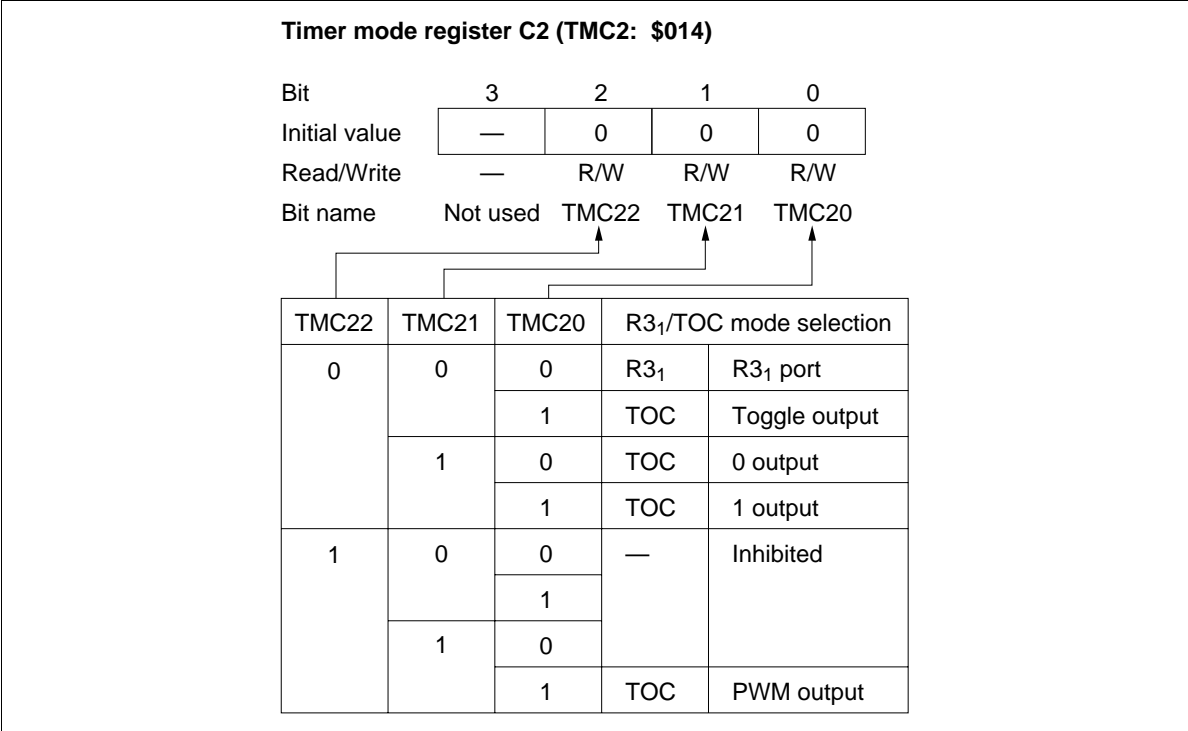 Timer mode register C2 (TMC2: $014)
Bit 3 2 1 0
Initial value — 0 0 0
Read/Write — R/W R/W R/W
Bit name Not used TMC22 TMC21 TMC20
TMC22 TMC21 TMC20 R3₁/TOC mode selection
0 0 0 R3₁ R3₁ port
1 TOC Toggle output
1 0 TOC 0 output
1 TOC 1 output
1 0 0 — Inhibited
1
1 0
1 TOC PWM output